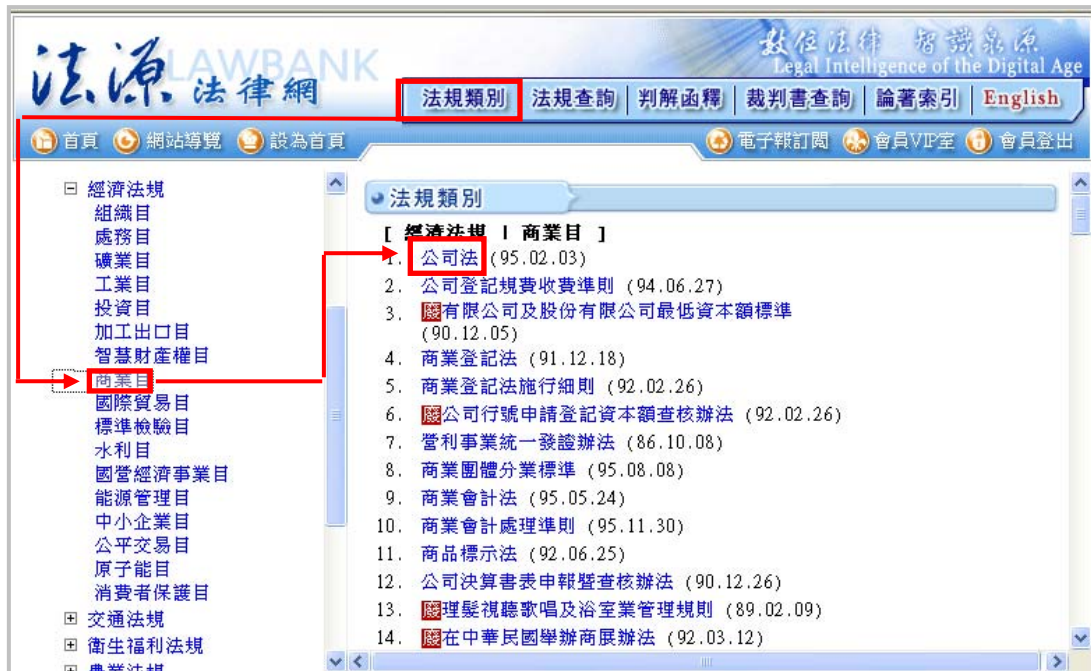 法源 LAWBANK 法律網
數位法律 智識泉源
Legal Intelligence of the Digital Age
法規類別 法規查詢 判解函釋 裁判書查詢 論著索引 English
首頁 網站導覽 設為首頁 電子報訂閱 會員VIP室 會員登出
經濟法規
組織目
處務目
礦業目
工業目
投資目
加工出口目
智慧財產權目
商業目
國際貿易目
標準檢驗目
水利目
國營經濟事業目
能源管理目
中小企業目
公平交易目
原子能目
消費者保護目
交通法規
衛生福利法規
農業法規
法規類別
[ 經濟法規 | 商業目 ]
1. 公司法 (95.02.03)
2. 公司登記規費收費準則 (94.06.27)
3. 廢有限公司及股份有限公司最低資本額標準
(90.12.05)
4. 商業登記法 (91.12.18)
5. 商業登記法施行細則 (92.02.26)
6. 廢公司行號申請登記資本額查核辦法 (92.02.26)
7. 營利事業統一發證辦法 (86.10.08)
8. 商業團體分業標準 (95.08.08)
9. 商業會計法 (95.05.24)
10. 商業會計處理準則 (95.11.30)
11. 商品標示法 (92.06.25)
12. 公司決算書表申報暨查核辦法 (90.12.26)
13. 廢理髮視聽歌唱及浴室業管理規則 (89.02.09)
14. 廢在中華民國舉辦商展辦法 (92.03.12)